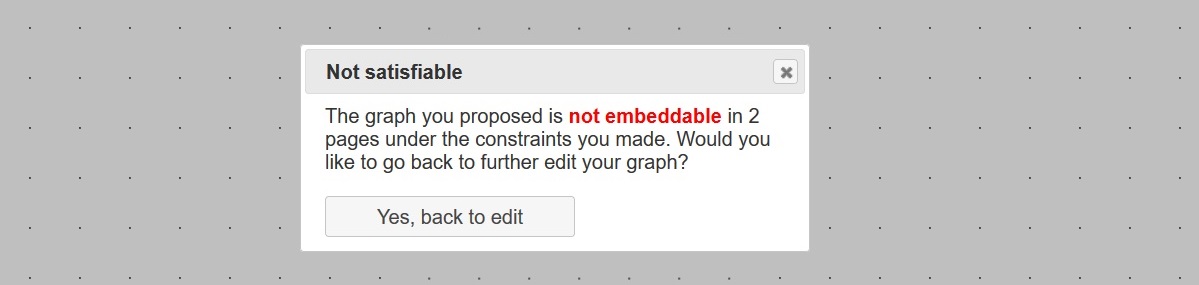 Not satisfiable
The graph you proposed is not embeddable in 2
pages under the constraints you made. Would you
like to go back to further edit your graph?
Yes, back to edit